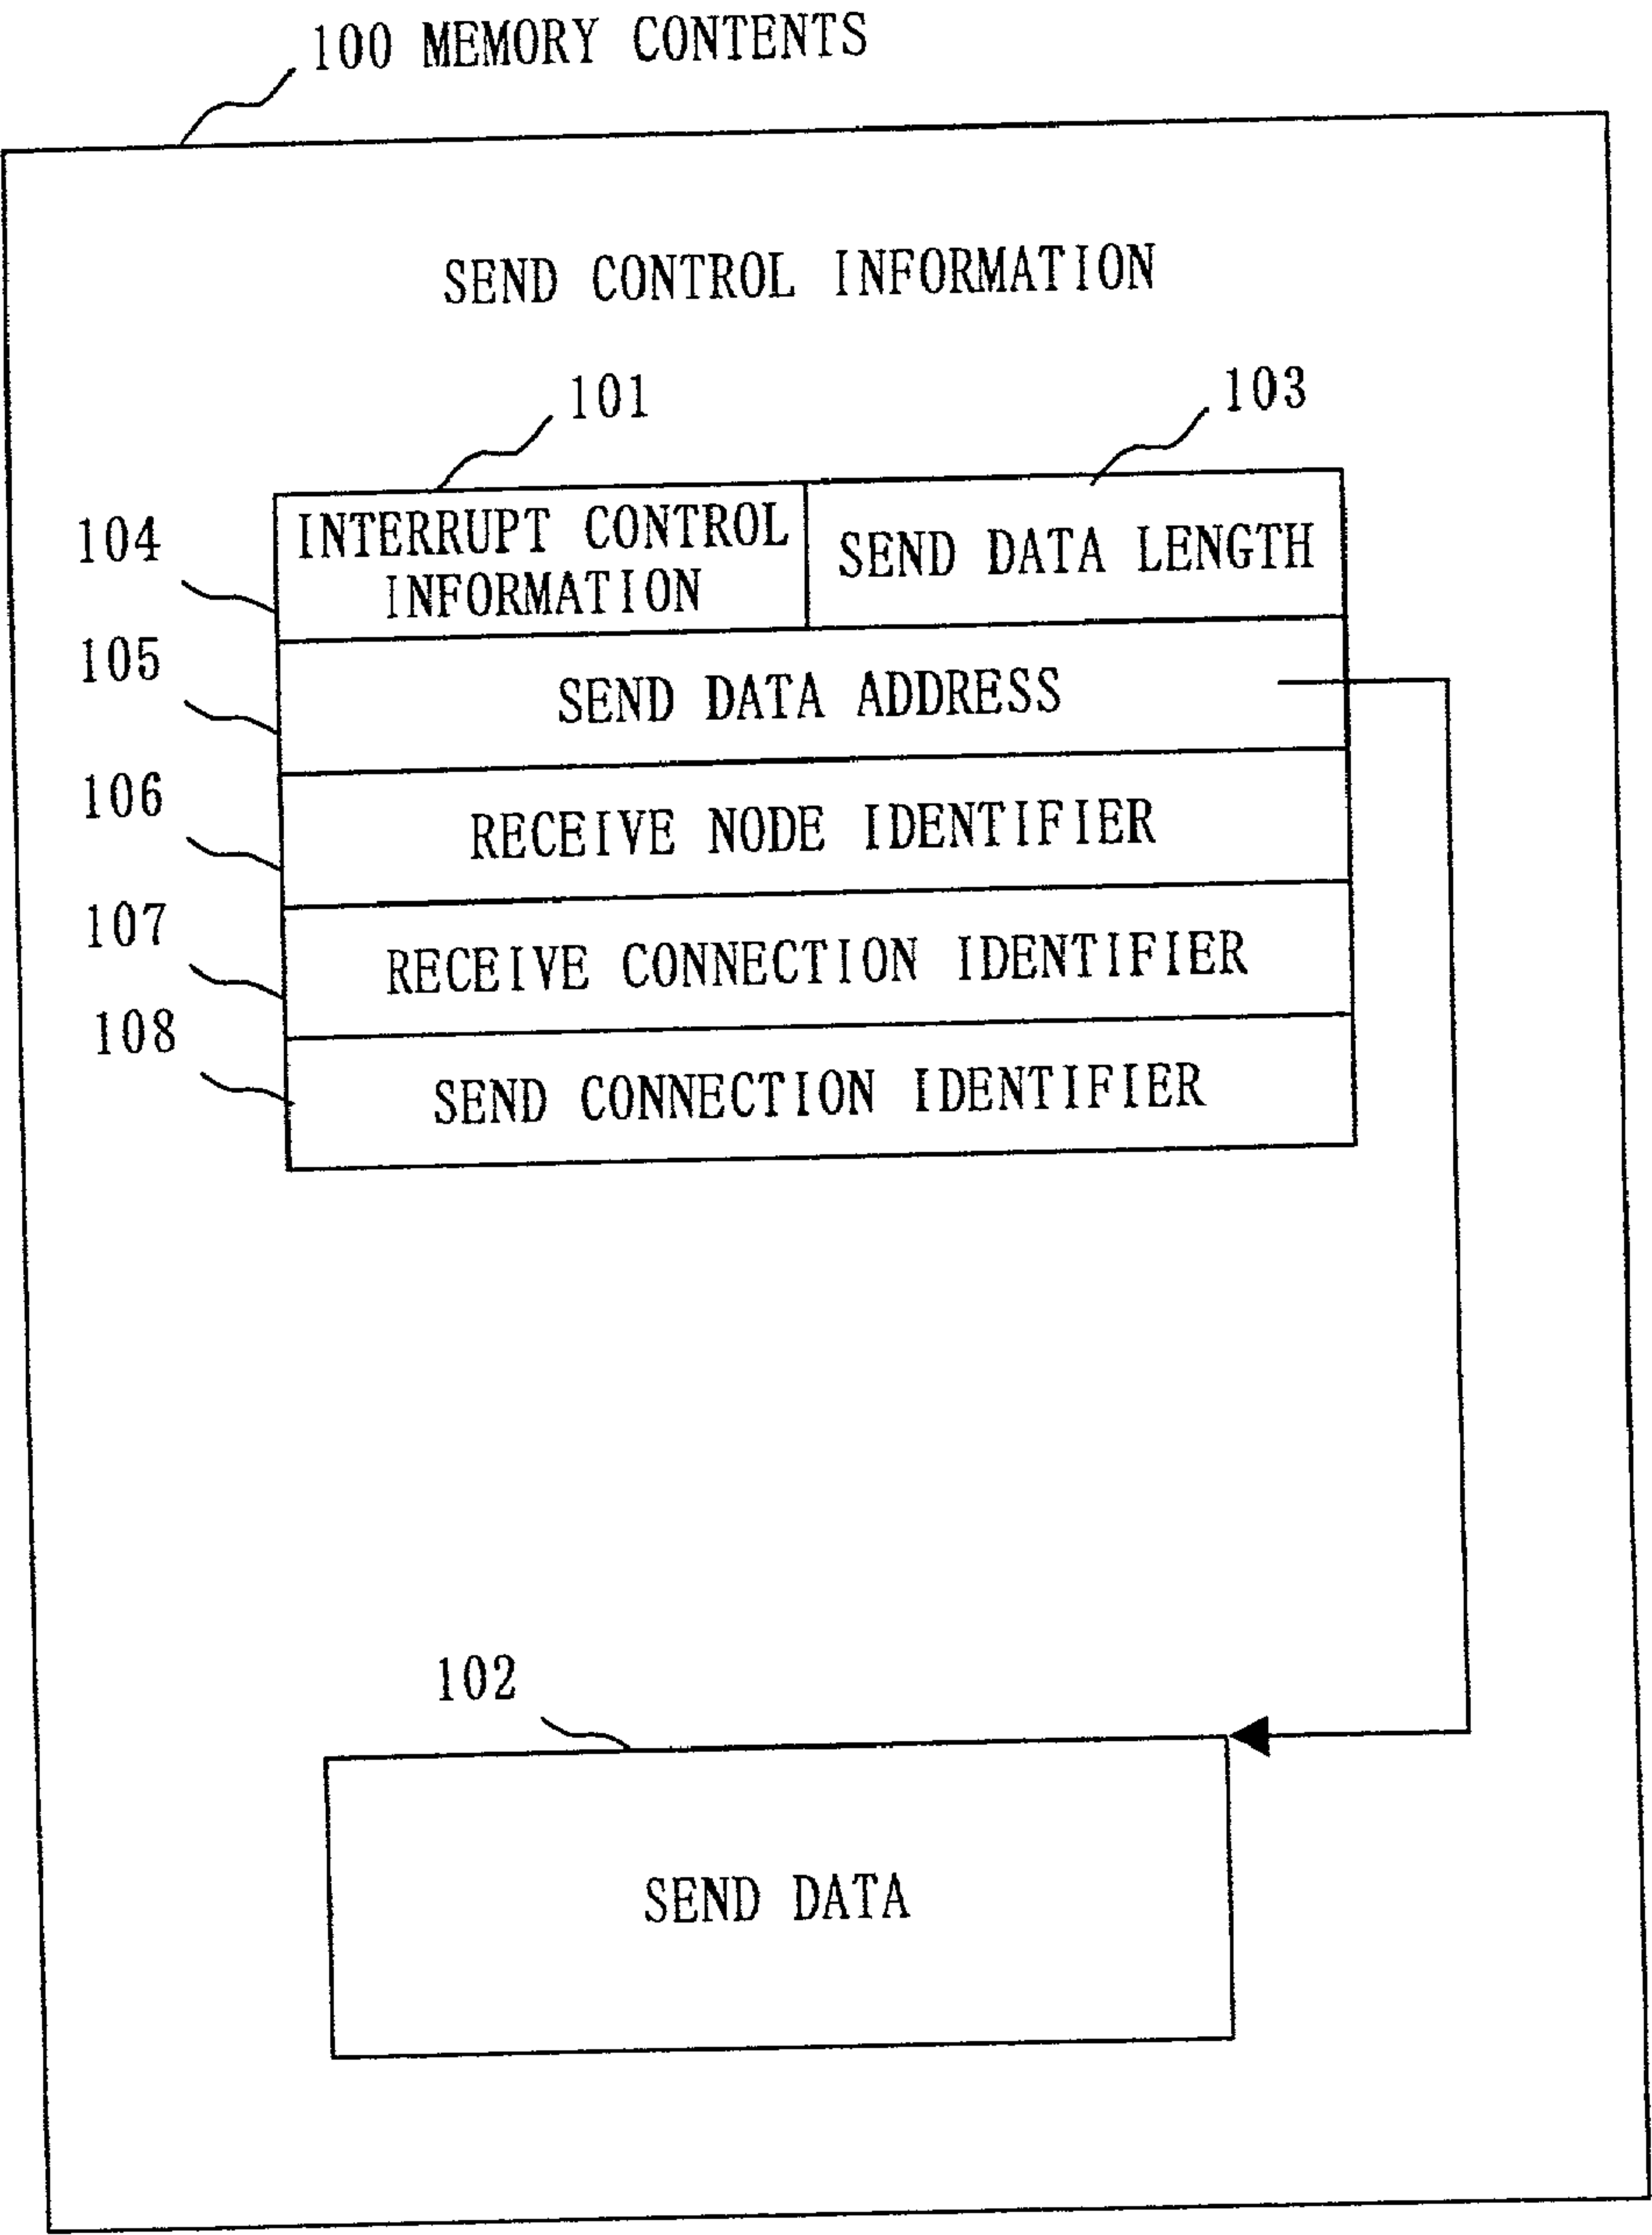 100 MEMORY CONTENTS
SEND CONTROL INFORMATION
101
103
104
INTERRUPT CONTROL
INFORMATION
SEND DATA LENGTH
105
SEND DATA ADDRESS
106
RECEIVE NODE IDENTIFIER
107
RECEIVE CONNECTION IDENTIFIER
108
SEND CONNECTION IDENTIFIER
102
SEND DATA